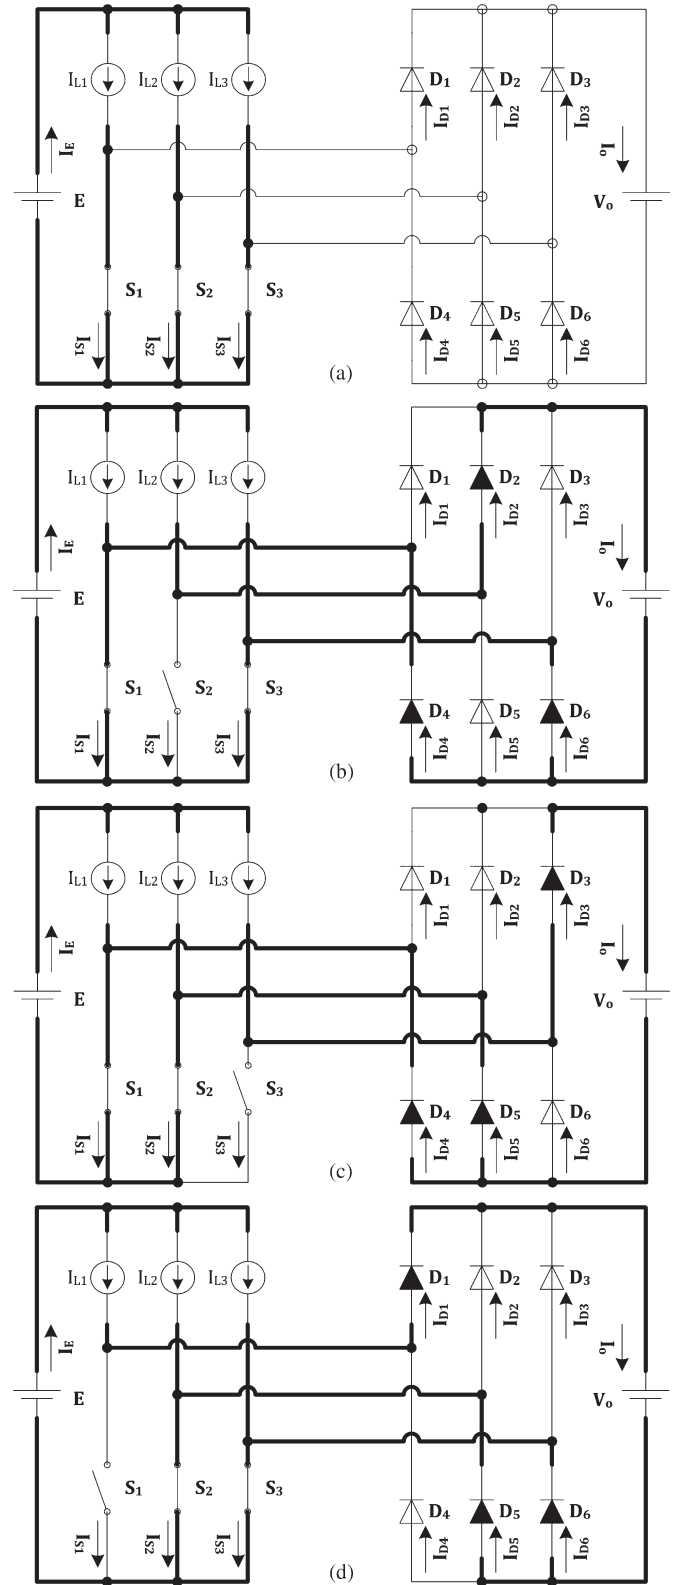 I_L1 I_L2 I_L3 D_1 D_2 D_3
I_D1 I_D2 I_D3
I_E I_o
E V_o
S_1 S_2 S_3 D_4 D_5 D_6
I_S1 I_S2 I_S3 I_D4 I_D5 I_D6
(a)
I_L1 I_L2 I_L3 D_1 D_2 D_3
I_D1 I_D2 I_D3
I_E I_o
E V_o
S_1 S_2 S_3 D_4 D_5 D_6
I_S1 I_S2 I_S3 I_D4 I_D5 I_D6
(b)
I_L1 I_L2 I_L3 D_1 D_2 D_3
I_D1 I_D2 I_D3
I_E I_o
E V_o
S_1 S_2 S_3 D_4 D_5 D_6
I_S1 I_S2 I_S3 I_D4 I_D5 I_D6
(c)
I_L1 I_L2 I_L3 D_1 D_2 D_3
I_D1 I_D2 I_D3
I_E I_o
E V_o
S_1 S_2 S_3 D_4 D_5 D_6
I_S1 I_S2 I_S3 I_D4 I_D5 I_D6
(d)